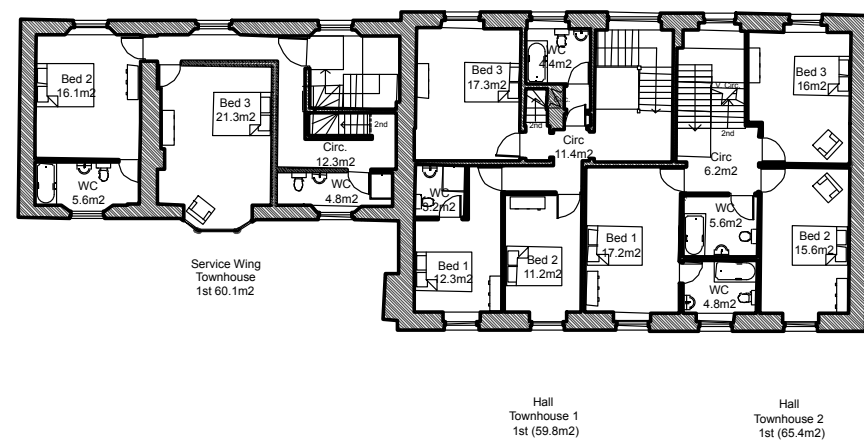 Bed 2
16.1m2
Bed 3
21.3m2
2nd
Circ.
12.3m2
WC
5.6m2
WC
4.8m2
Bed 3
17.3m2
WC
4.4m2
2nd
Circ
11.4m2
WC
3.2m2
Bed 1
12.3m2
Bed 2
11.2m2
Bed 1
17.2m2
V. Circ.
2nd
Circ
6.2m2
Bed 3
16m2
WC
5.6m2
WC
4.8m2
Bed 2
15.6m2
Service Wing
Townhouse
1st 60.1m2
Hall
Townhouse 1
1st (59.8m2)
Hall
Townhouse 2
1st (65.4m2)